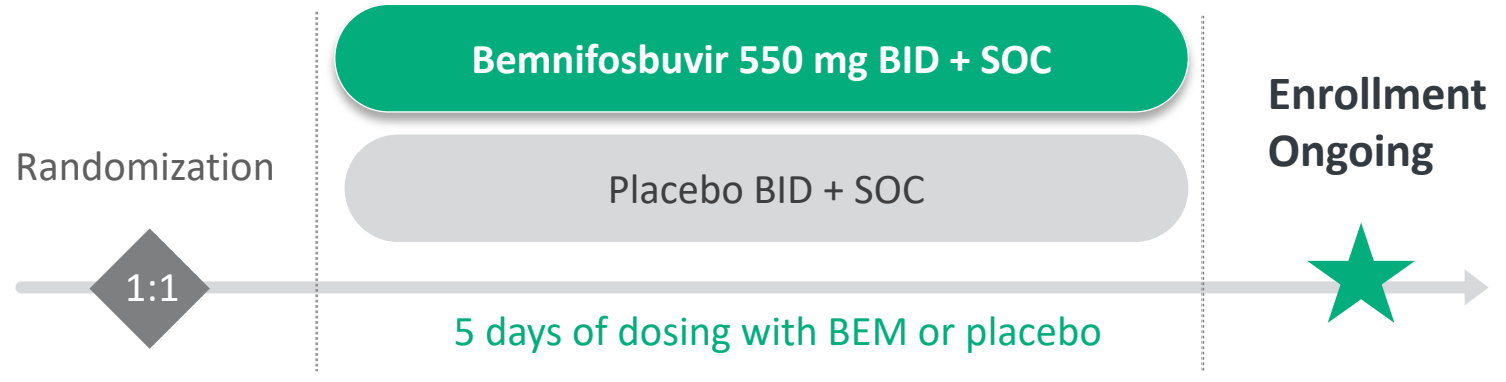 Randomization
1:1
Bemnifosbuvir 550 mg BID + SOC
Placebo BID + SOC
5 days of dosing with BEM or placebo
Enrollment
Ongoing